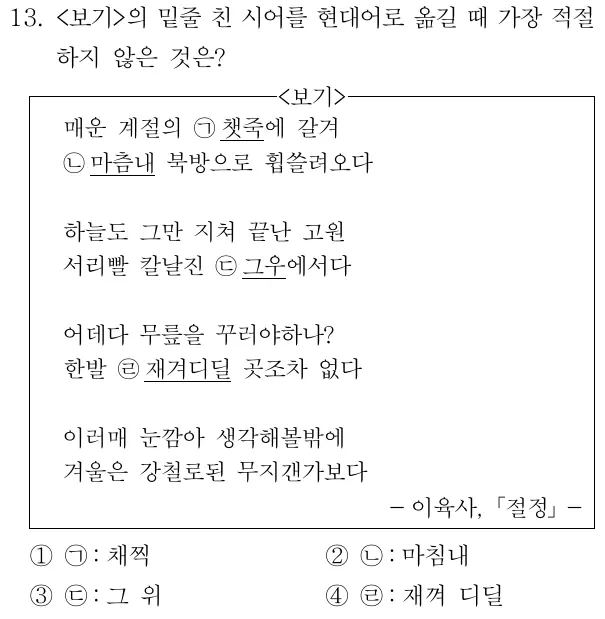 13. <보기>의 밑줄 친 시어를 현대어로 옮길 때 가장 적절
하지 않은 것은?
<보기>
매운 계절의 ㉠ 챗죽에 갈겨
㉡ 마츰내 북방으로 휩쓸려오다
하늘도 그만 지쳐 끝난 고원
서리빨 칼날진 ㉢ 그우에서다
어데다 무릎을 꾸러야하나?
한발 ㉣ 재겨디딜 곳조차 없다
이러매 눈깜아 생각해볼밖에
겨울은 강철로된 무지갠가보다
- 이육사, 「절정」 -
① ㉠ : 채찍 ② ㉡ : 마침내
③ ㉢ : 그 위 ④ ㉣ : 재껴 디딜